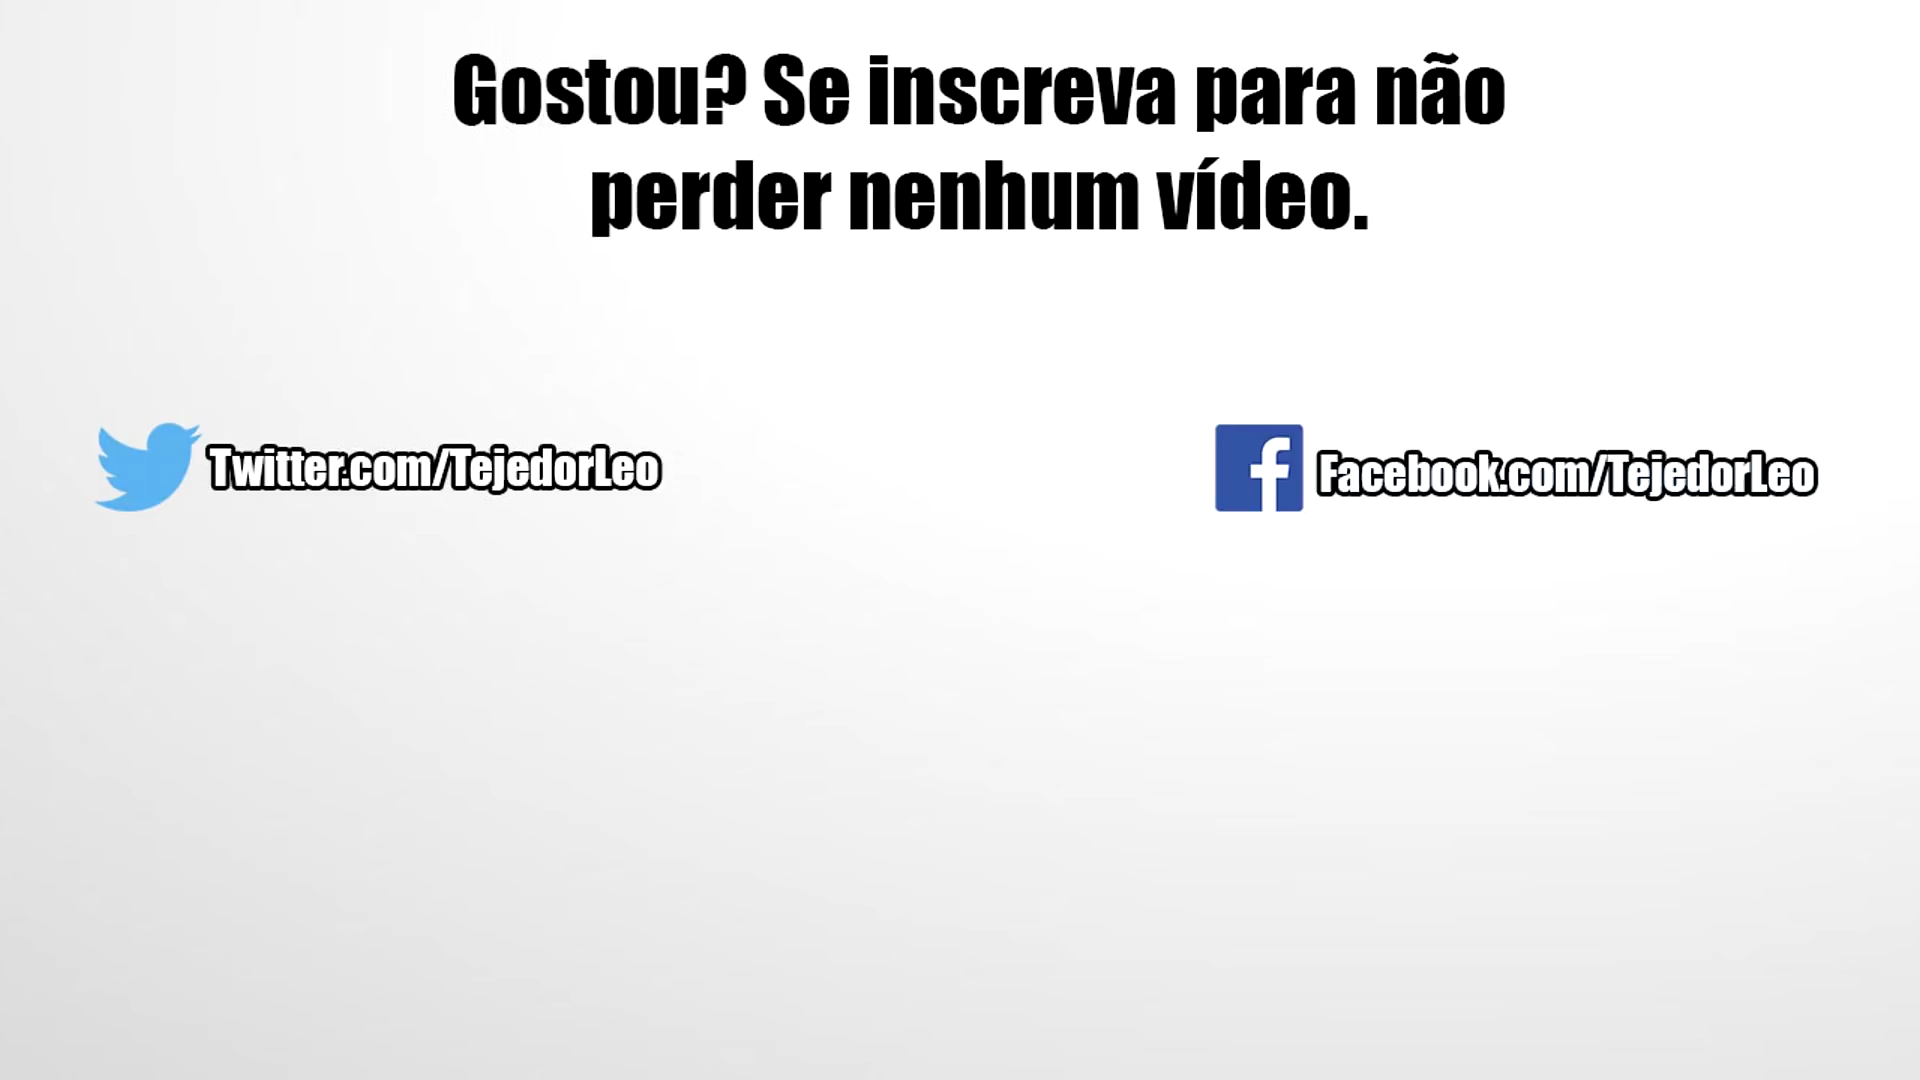 Gostou? Se inscreva para não
perder nenhum vídeo.
Twitter.com/TejedorLeo
Facebook.com/TejedorLeo